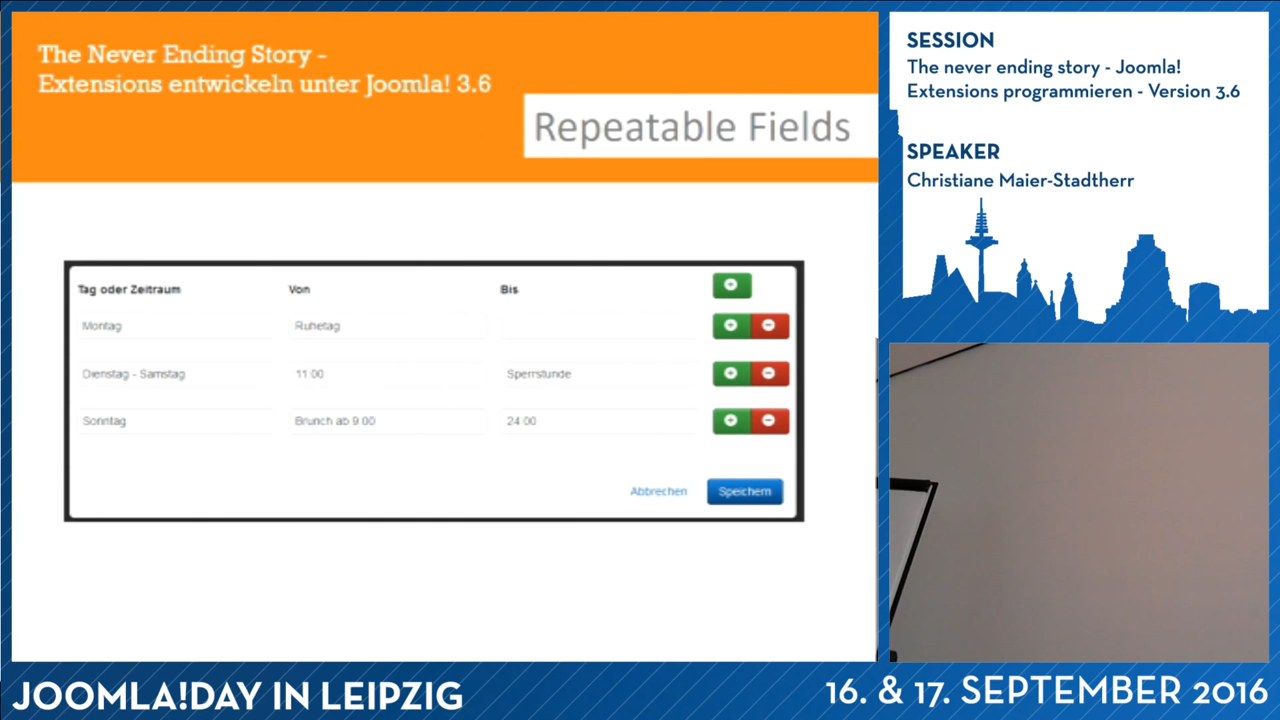 The Never Ending Story -
Extensions entwickeln unter Joomla! 3.6
Repeatable Fields
Tag oder Zeitraum Von Bis
Montag Ruhetag
Dienstag - Samstag 11:00 Sperrstunde
Sonntag Brunch ab 9:00 24:00
Abbrechen Speichern
SESSION
The never ending story - Joomla!
Extensions programmieren - Version 3.6
SPEAKER
Christiane Maier-Stadtherr
JOOMLA!DAY IN LEIPZIG
16. & 17. SEPTEMBER 2016